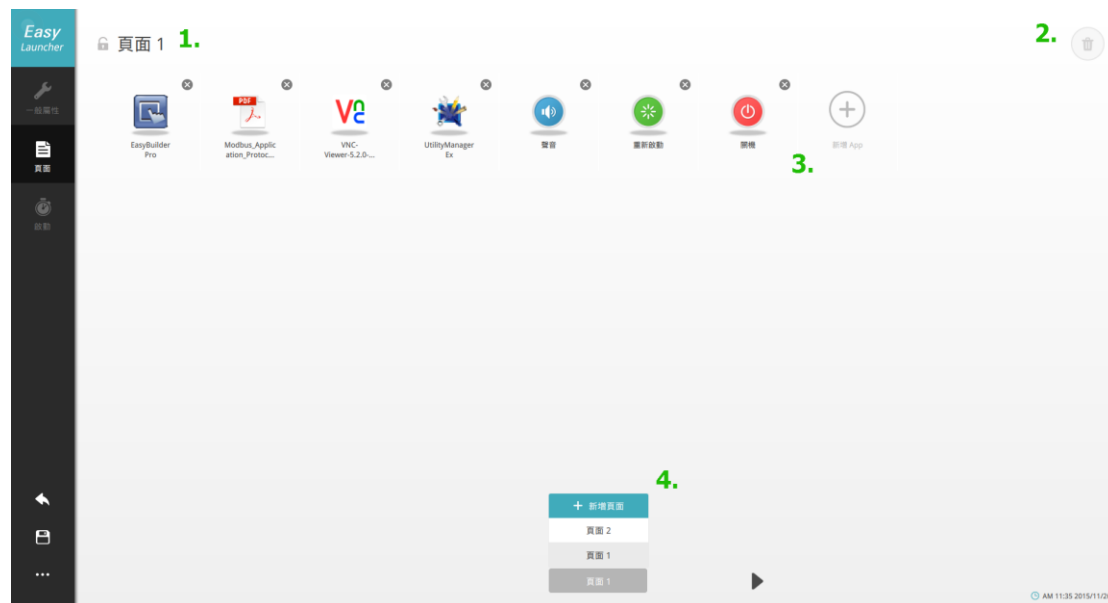 Easy
Launcher
頁面 1
1.
2.
一般屬性
頁面
啟動
PDF
VNC
EasyBuilder
Pro
Modbus_Applic
ation_Protoc...
VNC-
Viewer-5.2.0-...
UtilityManager
Ex
聲音
重新啟動
關機
新增 App
3.
4.
新增頁面
頁面 2
頁面 1
頁面 1
AM 11:35 2015/11/2